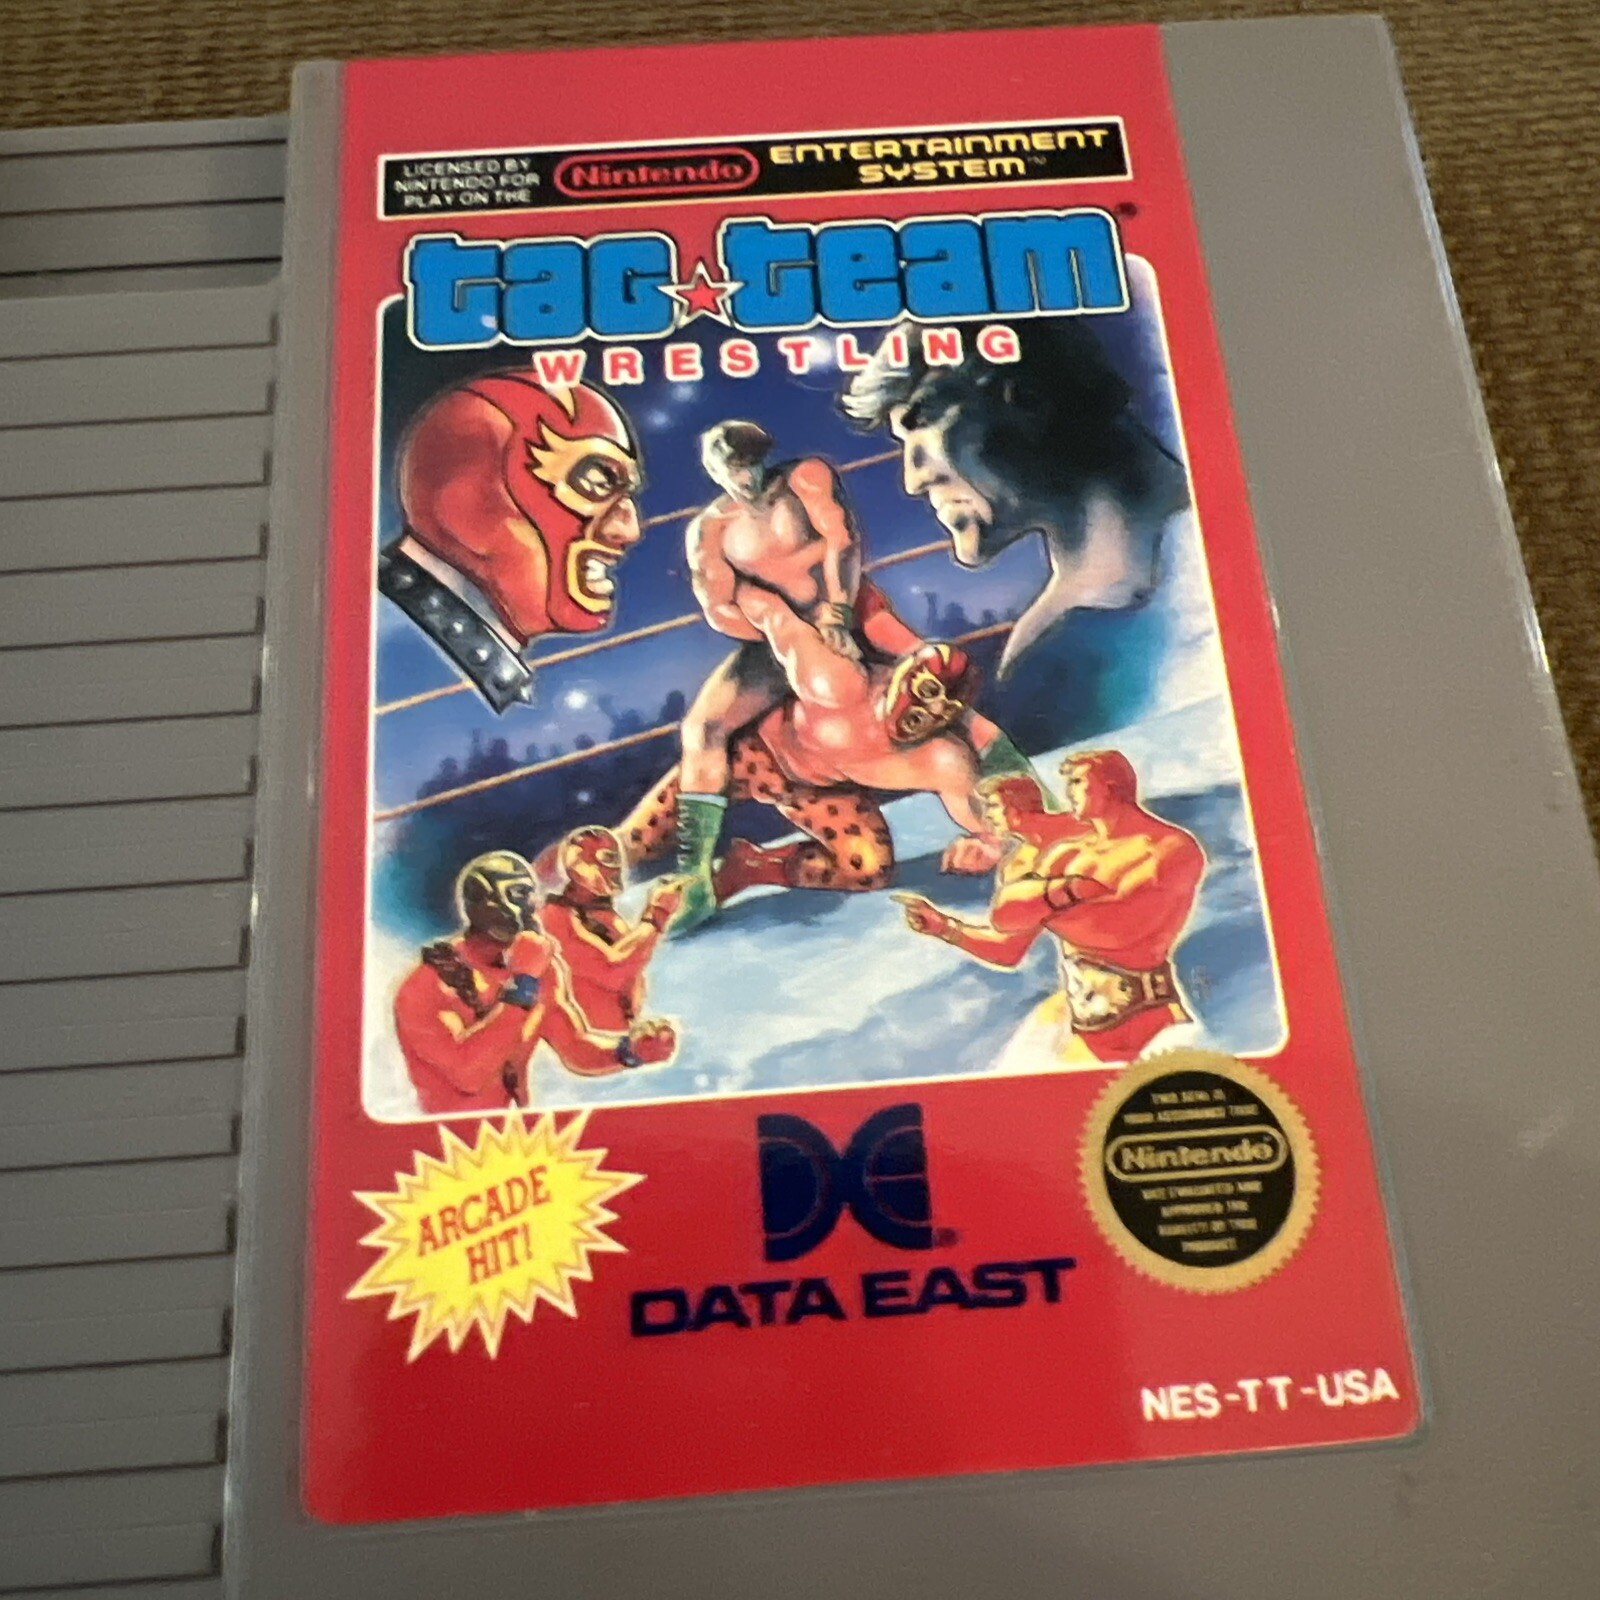 LICENSED BY
NINTENDO FOR
PLAY ON THE
Nintendo
ENTERTAINMENT
SYSTEM™
tag team
WRESTLING
ARCADE
HIT!
DATA EAST
Nintendo
NES-TT-USA